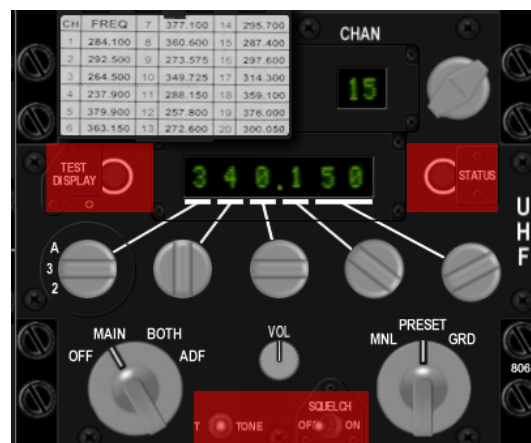 CH FREQ 7 377.100 14 295.700
1 284.100 8 360.600 15 287.400
2 292.500 9 273.575 16 297.600
3 264.500 10 349.725 17 314.300
4 237.900 11 288.150 18 359.100
5 379.900 12 257.800 19 376.000
6 363.150 13 272.600 20 300.050
CHAN
15
TEST
DISPLAY
340.150
STATUS
A
3
2
UHF
MAIN BOTH
OFF ADF
VOL
PRESET
MNL GRD
806
SQUELCH
T TONE
OFF ON